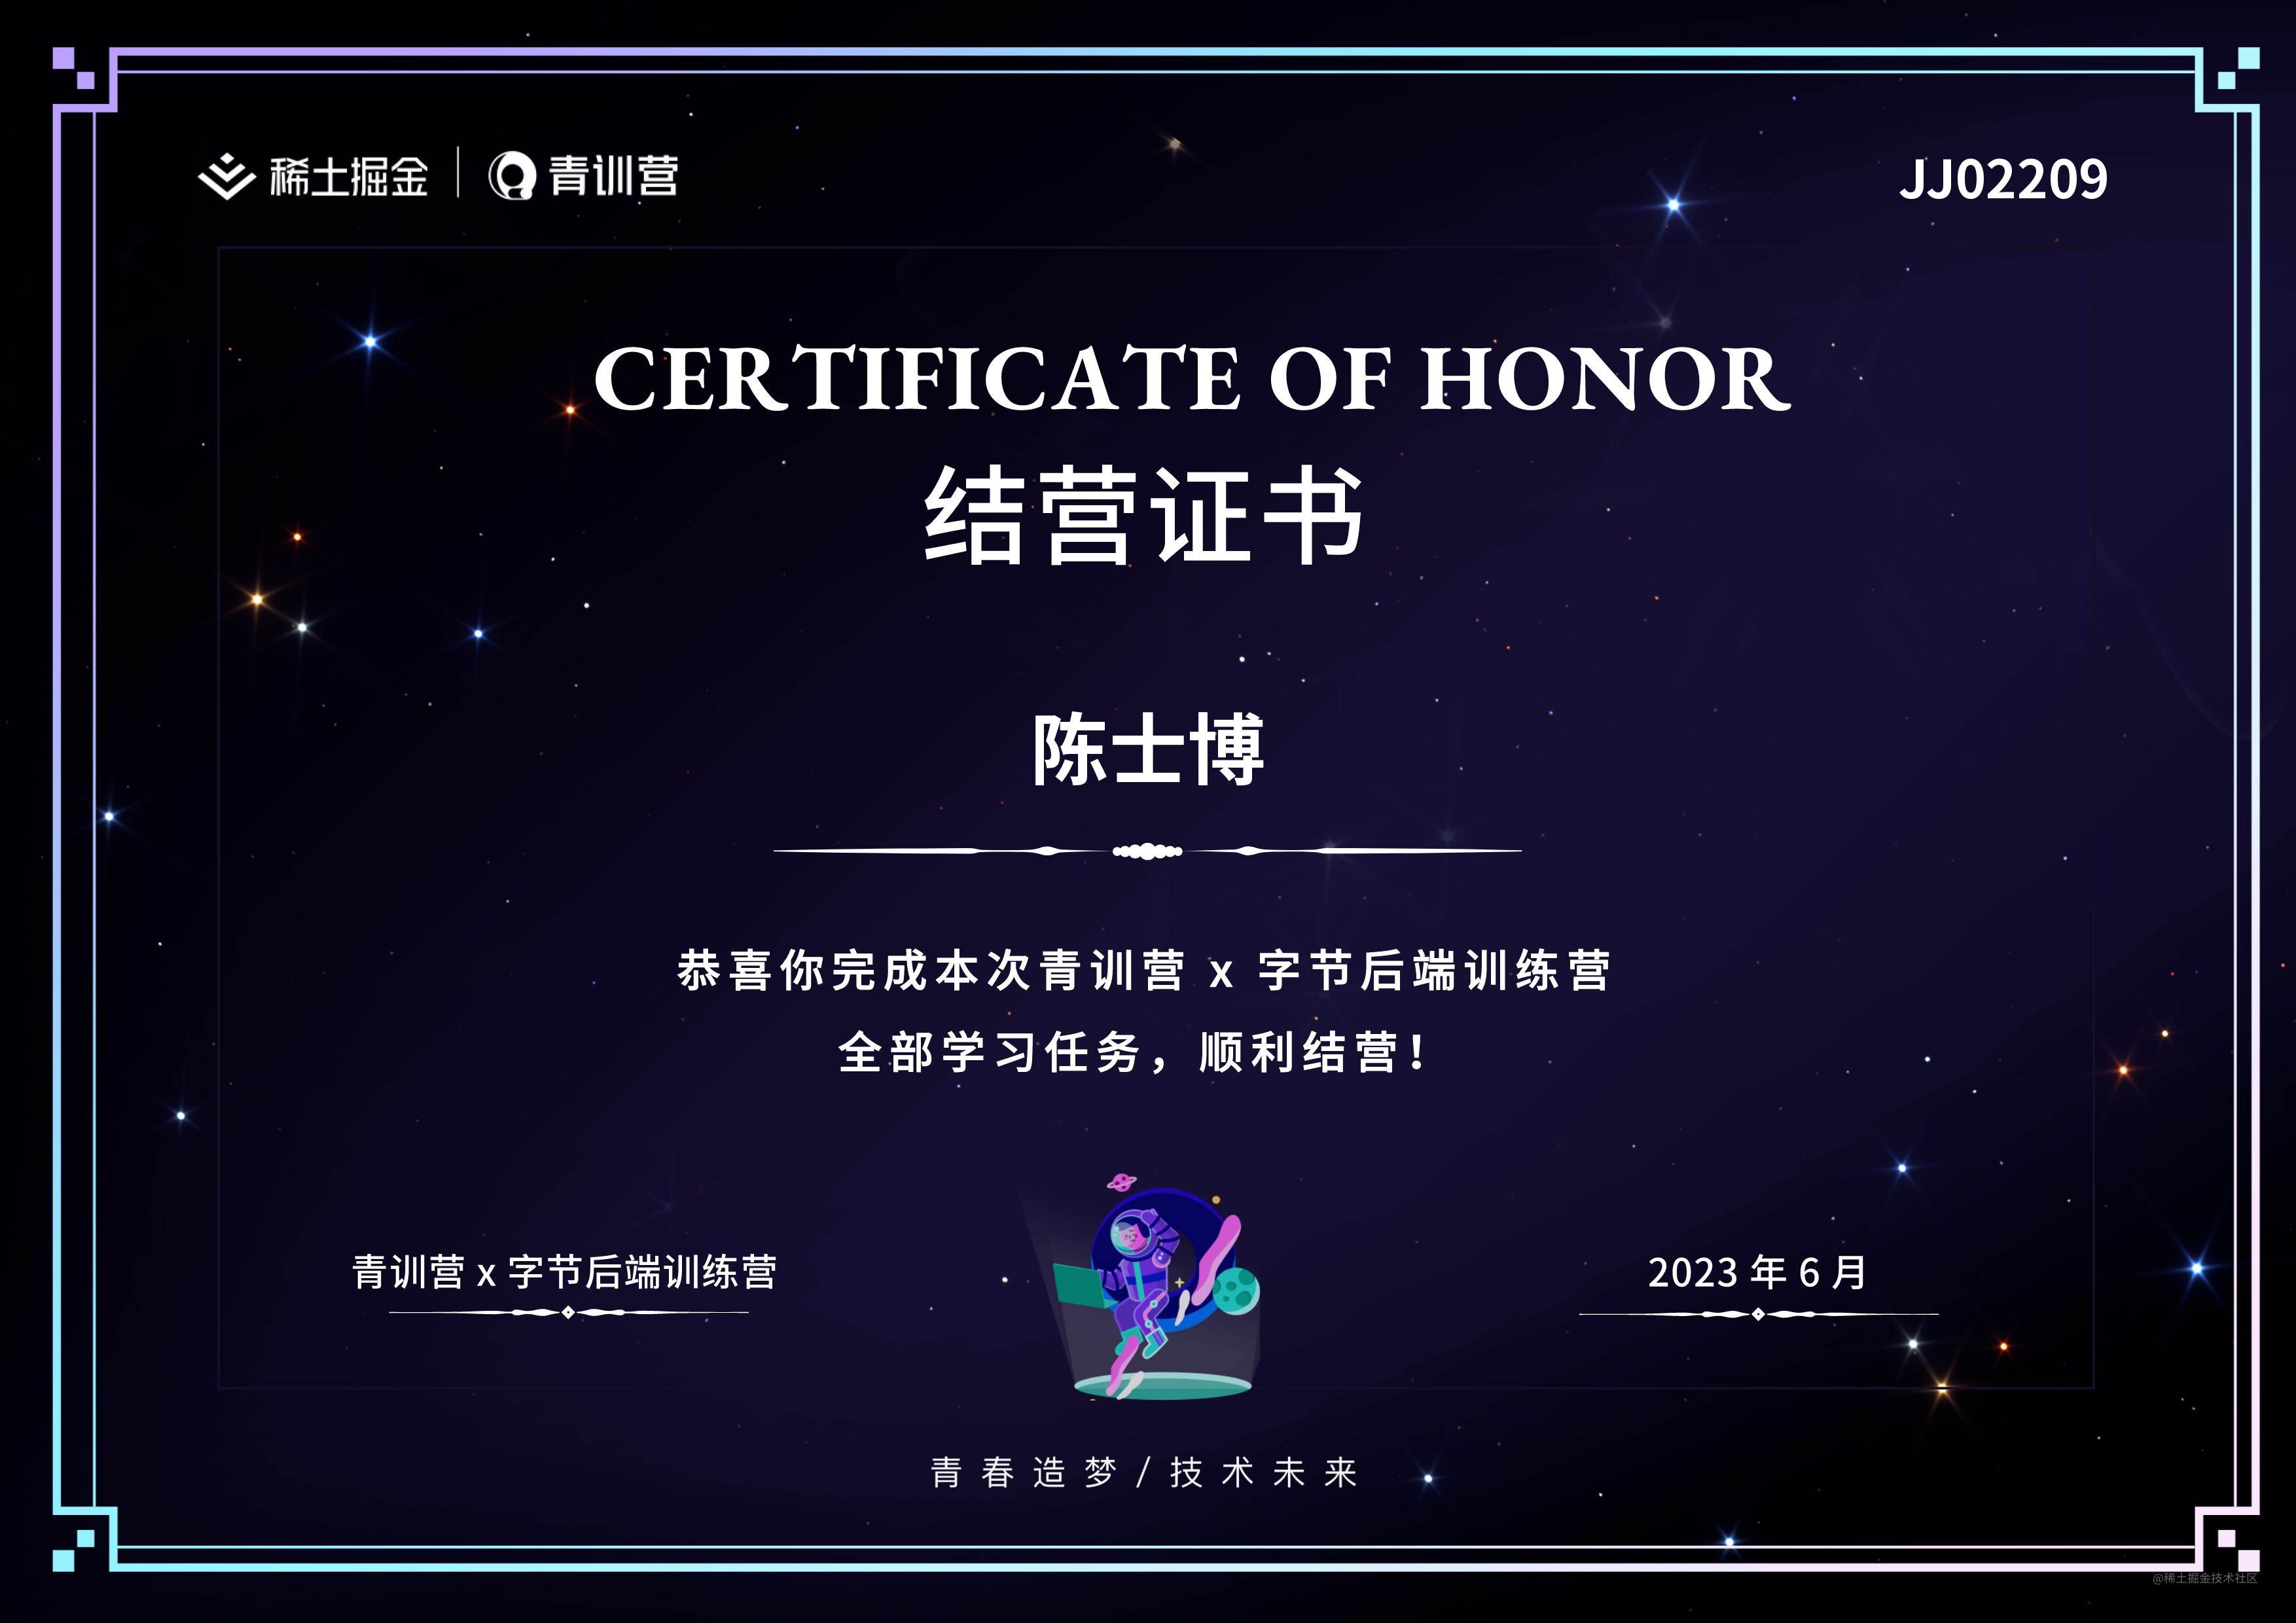 稀土掘金 | 青训营
JJ02209
CERTIFICATE OF HONOR
结营证书
陈士博
恭喜你完成本次青训营 x 字节后端训练营
全部学习任务，顺利结营！
青训营 x 字节后端训练营
2023 年 6 月
青春造梦/技术未来
@稀土掘金技术社区